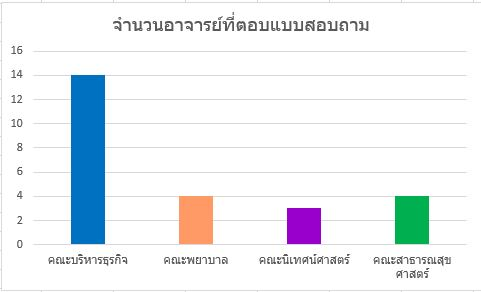 จำนวนอาจารย์ที่ตอบแบบสอบถาม
16
14
12
10
8
6
4
2
0
คณะบริหารธุรกิจ
คณะพยาบาล
คณะนิเทศน์ศาสตร์
คณะสาธารณสุข
ศาสตร์